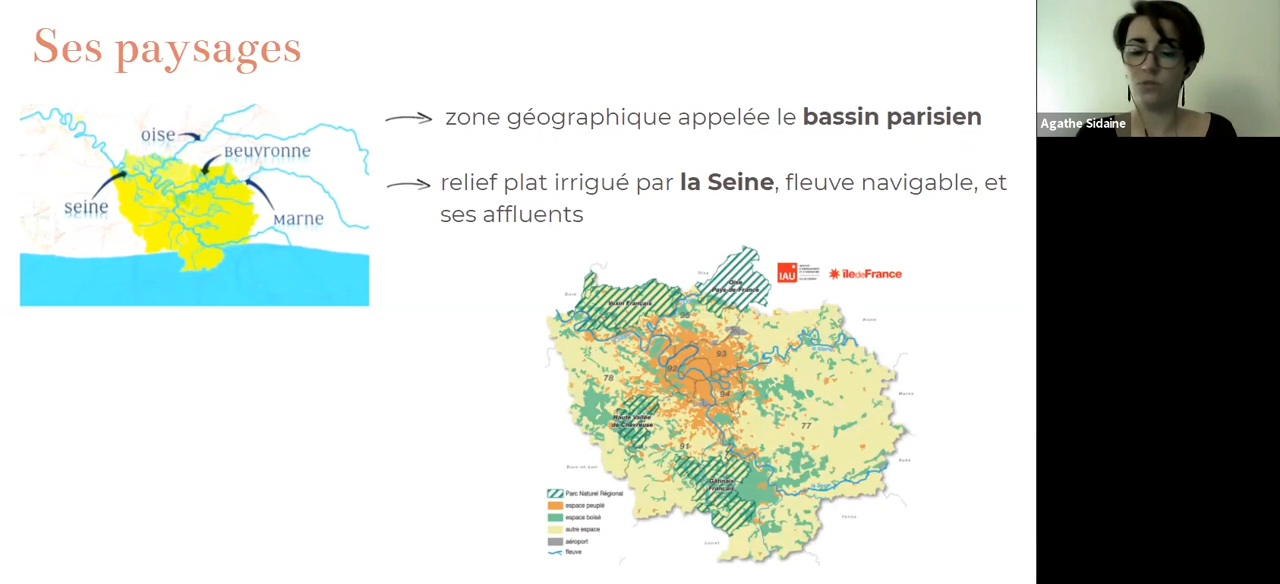 Ses paysages
Agathe Sidaine
zone géographique appelée le bassin parisien
relief plat irrigué par la Seine, fleuve navigable, et
ses affluents
oise
Beuvronne
seine
Marne
IAU
îledeFrance
Oise
Pays-de-France
Vexin Français
95
93
92
94
78
77
91
Haute Vallée
de Chevreuse
Gâtinais
Français
Parc Naturel Régional
espace peuplé
espace boisé
autre espace
aéroport
fleuve